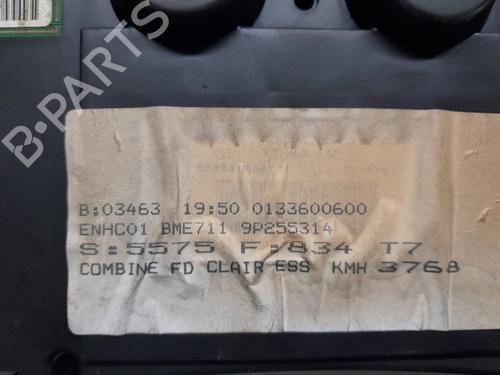 B-PARTS
B:03463 19:50 0133600600
ENHC01 BME711 9P255314
S:5575 F:834 T7
COMBINE FD CLAIR ESS KMH 3768